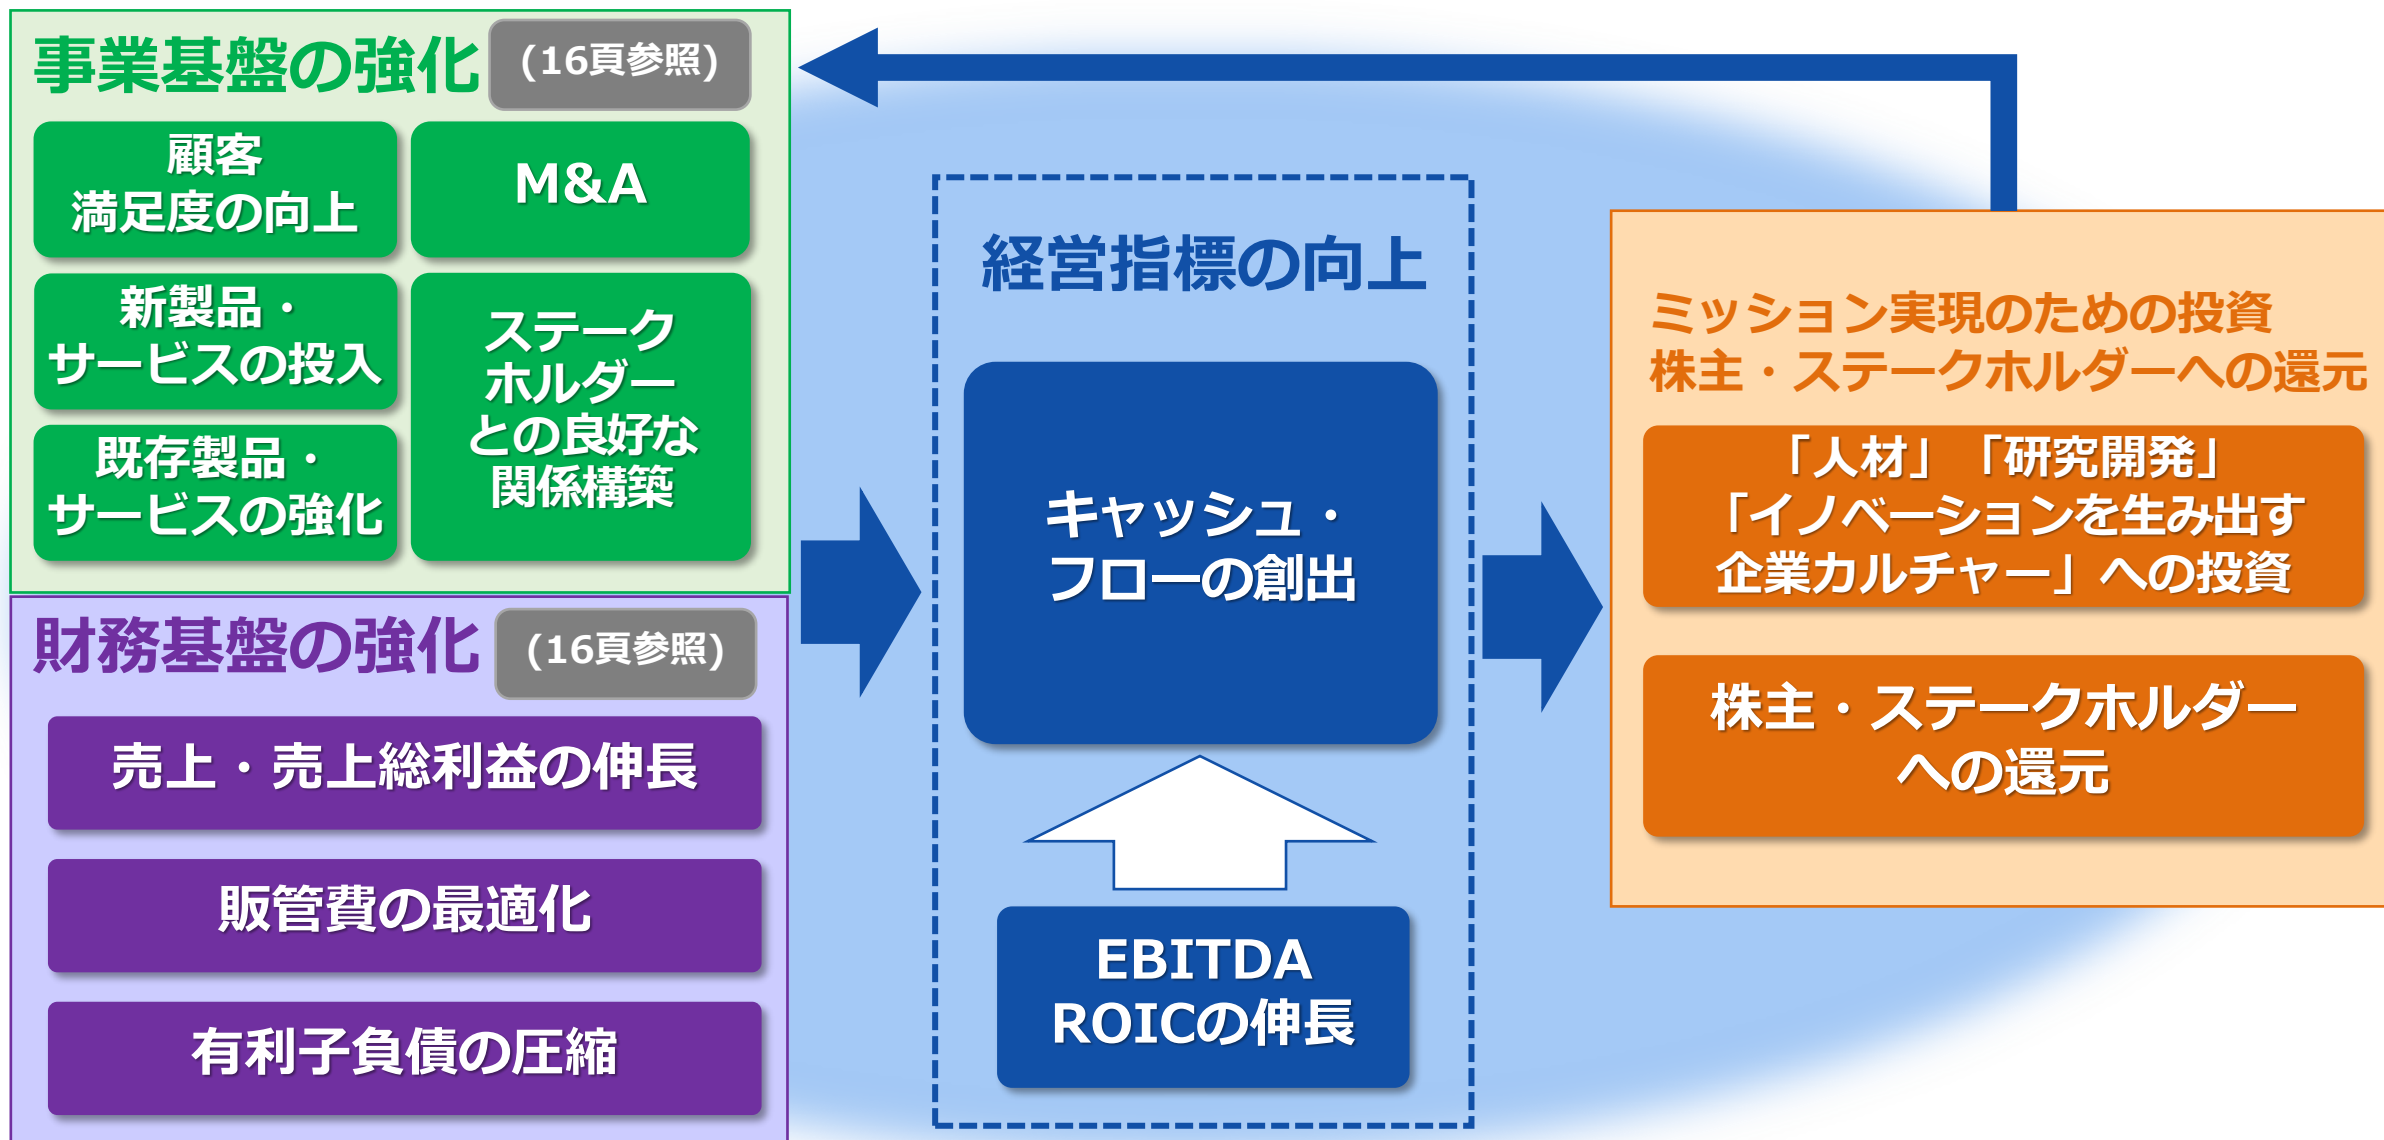 事業基盤の強化
(16頁参照)
顧客
満足度の向上
M&A
新製品・
サービスの投入
ステーク
ホルダー
との良好な
関係構築
既存製品・
サービスの強化
財務基盤の強化
(16頁参照)
売上・売上総利益の伸長
販管費の最適化
有利子負債の圧縮
経営指標の向上
キャッシュ・
フローの創出
EBITDA
ROICの伸長
ミッション実現のための投資
株主・ステークホルダーへの還元
「人材」「研究開発」
「イノベーションを生み出す
企業カルチャー」への投資
株主・ステークホルダー
への還元